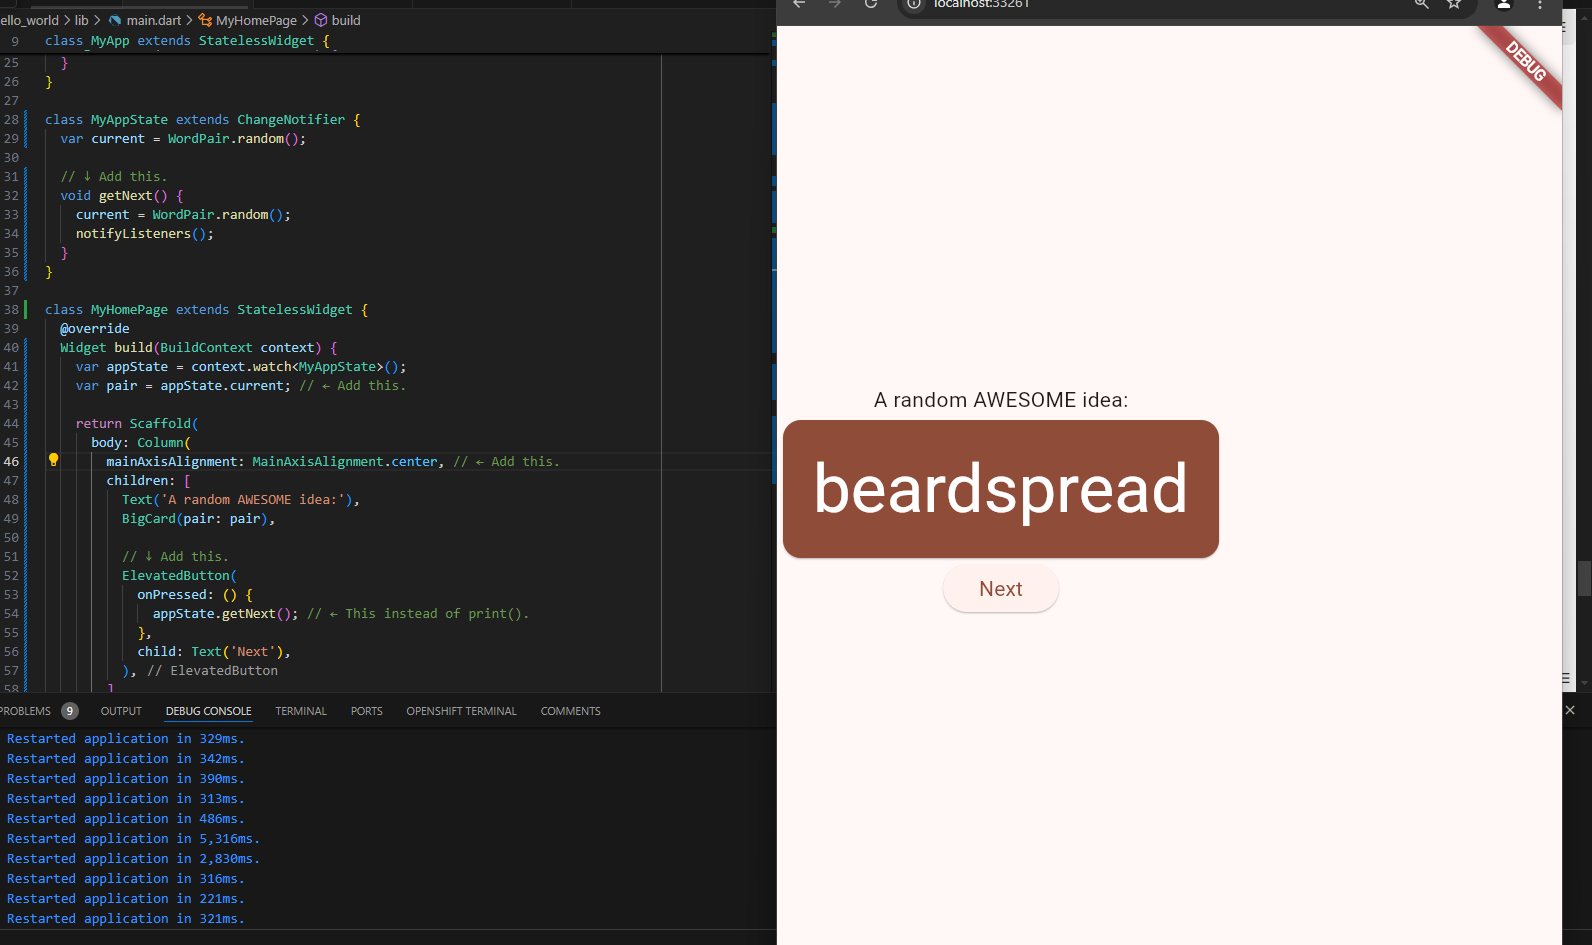 ello_world > lib > main.dart > MyHomePage > build
9 class MyApp extends StatelessWidget {
25 }
26 }
27
28 class MyAppState extends ChangeNotifier {
29 var current = WordPair.random();
30
31 // ↓ Add this.
32 void getNext() {
33 current = WordPair.random();
34 notifyListeners();
35 }
36 }
37
38 class MyHomePage extends StatelessWidget {
39 @override
40 Widget build(BuildContext context) {
41 var appState = context.watch<MyAppState>();
42 var pair = appState.current; // ← Add this.
43
44 return Scaffold(
45 body: Column(
46 mainAxisAlignment: MainAxisAlignment.center, // ← Add this.
47 children: [
48 Text('A random AWESOME idea:'),
49 BigCard(pair: pair),
50
51 // ↓ Add this.
52 ElevatedButton(
53 onPressed: () {
54 appState.getNext(); // ← This instead of print().
55 },
56 child: Text('Next'),
57 ), // ElevatedButton
58 ]
PROBLEMS 9 OUTPUT DEBUG CONSOLE TERMINAL PORTS OPENSHIFT TERMINAL COMMENTS
Restarted application in 329ms.
Restarted application in 342ms.
Restarted application in 390ms.
Restarted application in 313ms.
Restarted application in 486ms.
Restarted application in 5,316ms.
Restarted application in 2,830ms.
Restarted application in 316ms.
Restarted application in 221ms.
Restarted application in 321ms.
localhost:33261
DEBUG
A random AWESOME idea:
beardspread
Next